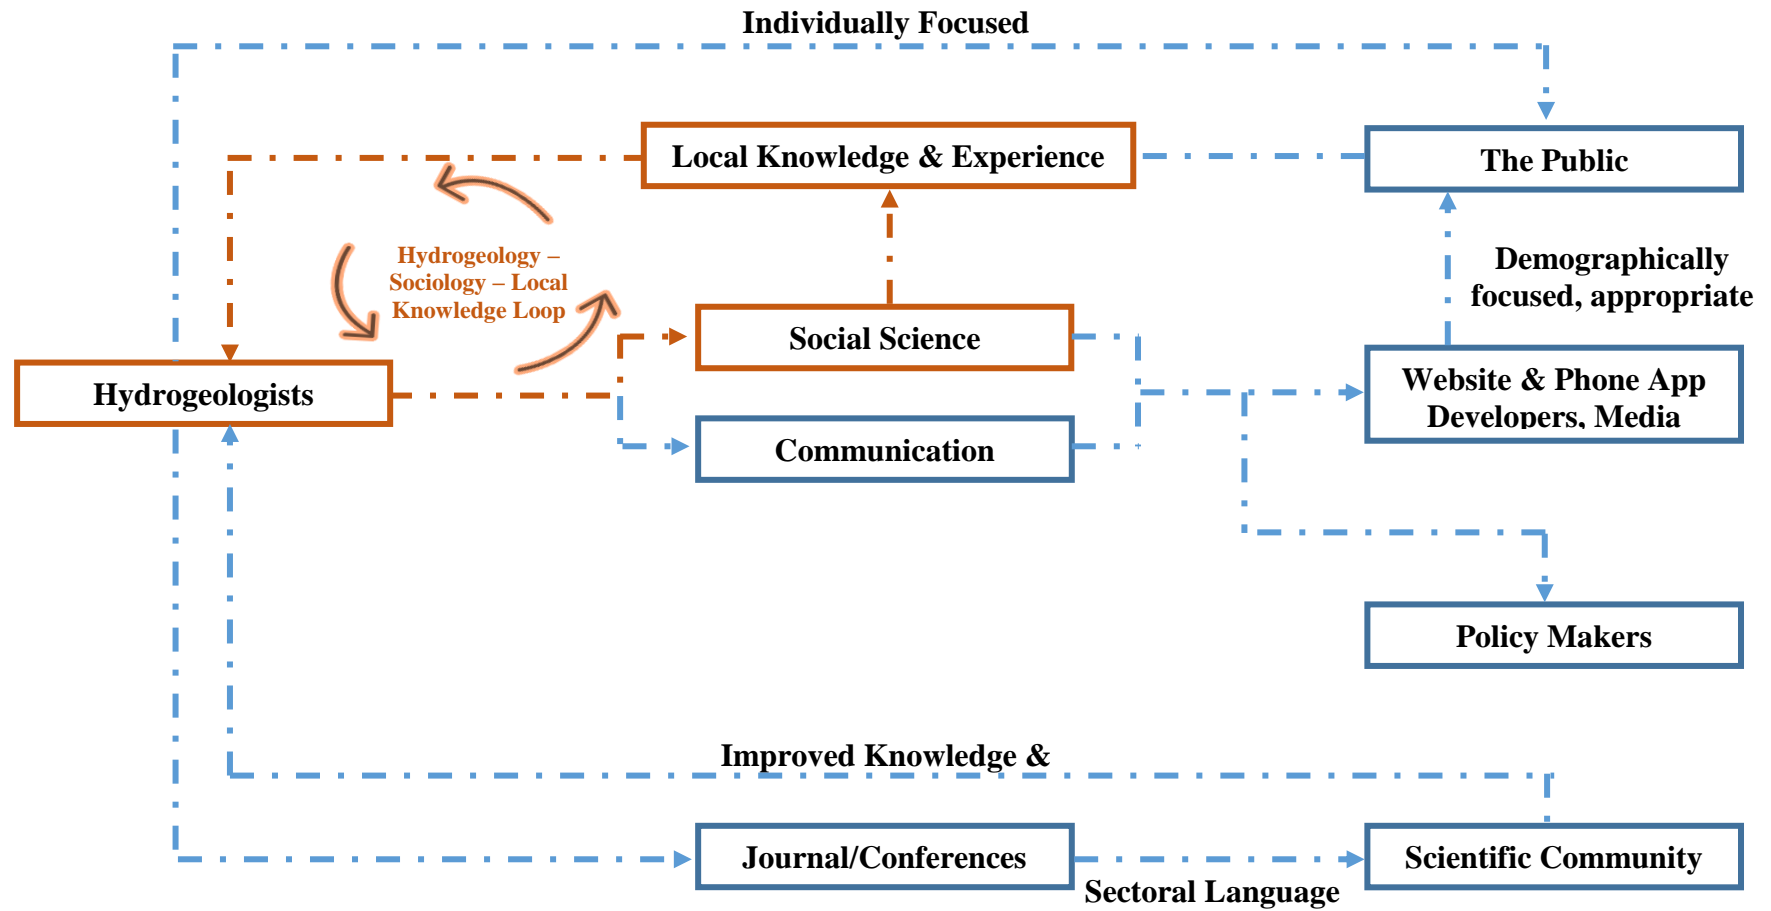 Individually Focused
Local Knowledge & Experience
The Public
Hydrogeology –
Sociology – Local
Knowledge Loop
Demographically
focused, appropriate
Social Science
Website & Phone App
Developers, Media
Hydrogeologists
Communication
Policy Makers
Improved Knowledge &
Journal/Conferences
Scientific Community
Sectoral Language